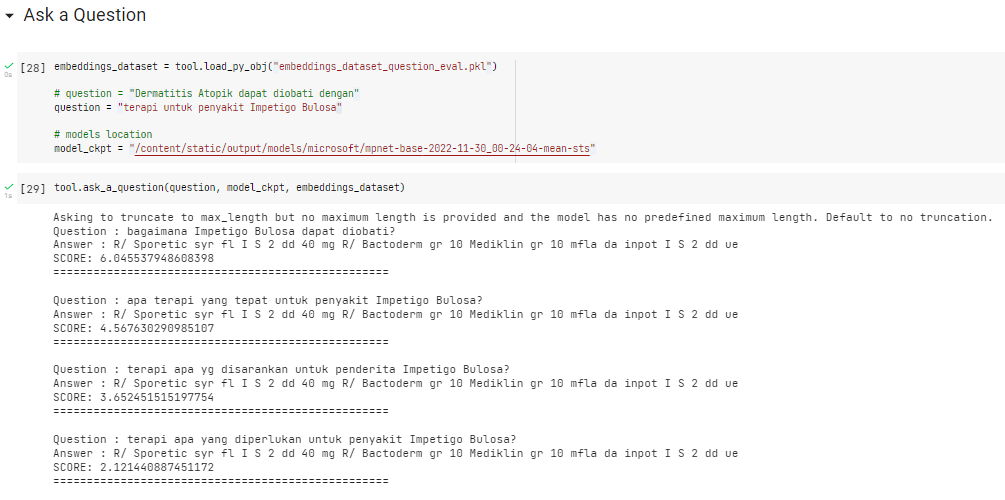 Ask a Question
[28] embeddings_dataset = tool.load_py_obj("embeddings_dataset_question_eval.pkl")
0s
# question = "Dermatitis Atopik dapat diobati dengan"
question = "terapi untuk penyakit Impetigo Bulosa"
# models location
model_ckpt = "/content/static/output/models/microsoft/mpnet-base-2022-11-30_00-24-04-mean-sts"
[29] tool.ask_a_question(question, model_ckpt, embeddings_dataset)
1s
Asking to truncate to max_length but no maximum length is provided and the model has no predefined maximum length. Default to no truncation.
Question : bagaimana Impetigo Bulosa dapat diobati?
Answer : R/ Sporetic syr fl I S 2 dd 40 mg R/ Bactoderm gr 10 Mediklin gr 10 mfla da inpot I S 2 dd ue
SCORE: 6.045537948608398
===================================================
Question : apa terapi yang tepat untuk penyakit Impetigo Bulosa?
Answer : R/ Sporetic syr fl I S 2 dd 40 mg R/ Bactoderm gr 10 Mediklin gr 10 mfla da inpot I S 2 dd ue
SCORE: 4.567630290985107
===================================================
Question : terapi apa yg disarankan untuk penderita Impetigo Bulosa?
Answer : R/ Sporetic syr fl I S 2 dd 40 mg R/ Bactoderm gr 10 Mediklin gr 10 mfla da inpot I S 2 dd ue
SCORE: 3.652451515197754
===================================================
Question : terapi apa yang diperlukan untuk penyakit Impetigo Bulosa?
Answer : R/ Sporetic syr fl I S 2 dd 40 mg R/ Bactoderm gr 10 Mediklin gr 10 mfla da inpot I S 2 dd ue
SCORE: 2.121440887451172
===================================================